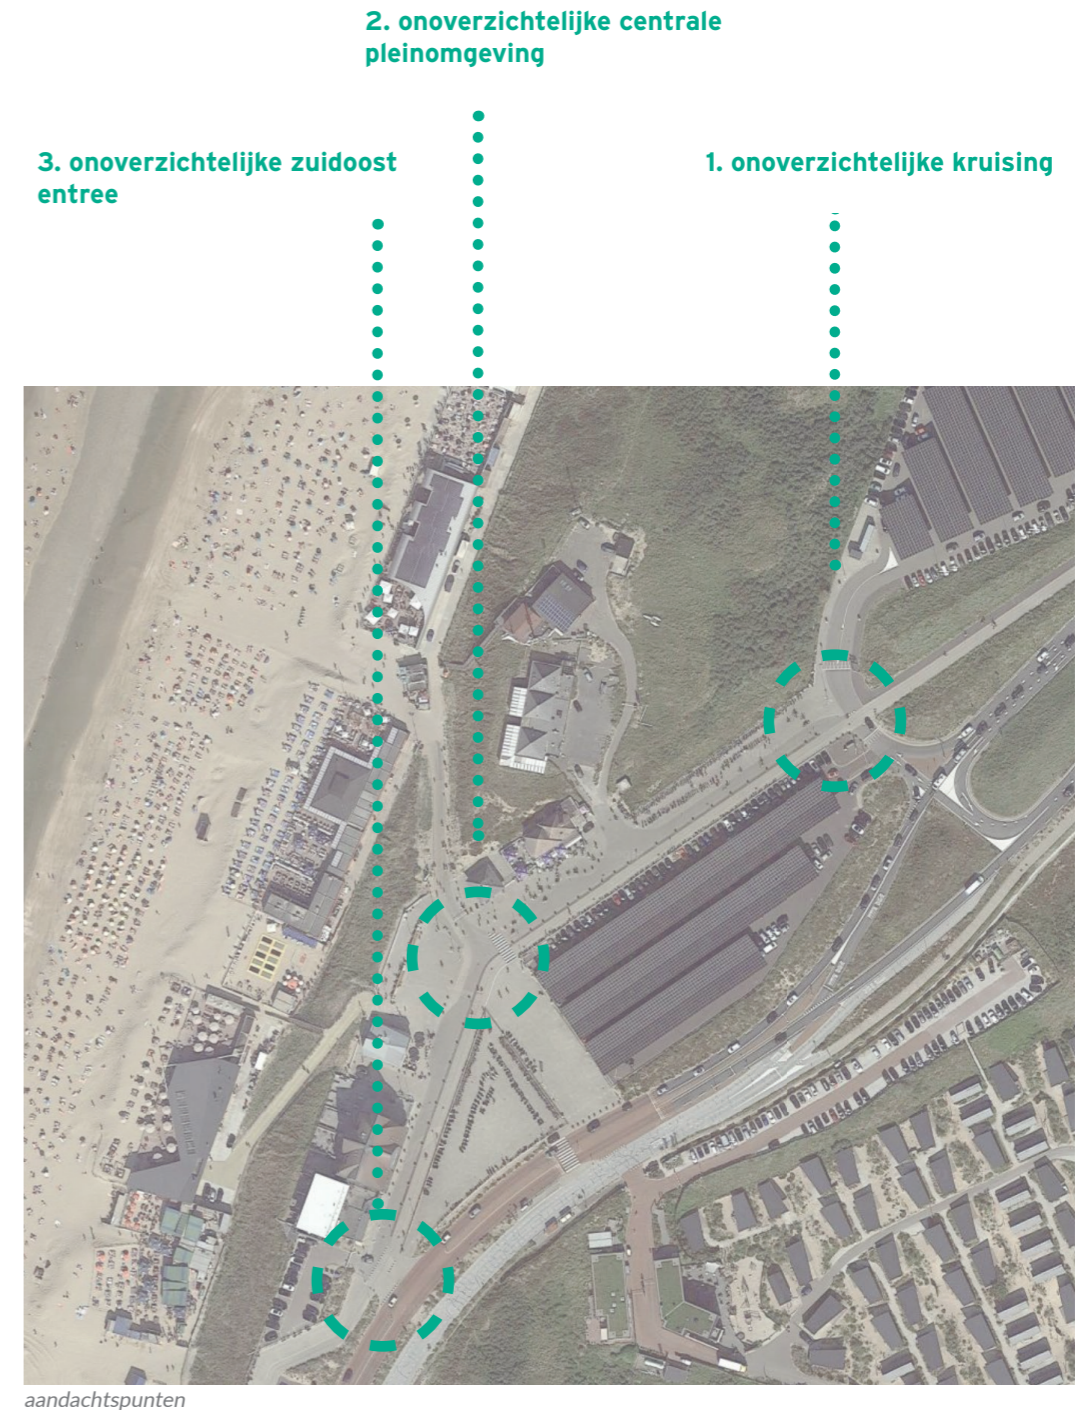 2. onoverzichtelijke centrale
pleinomgeving
3. onoverzichtelijke zuidoost
entree
1. onoverzichtelijke kruising
aandachtspunten